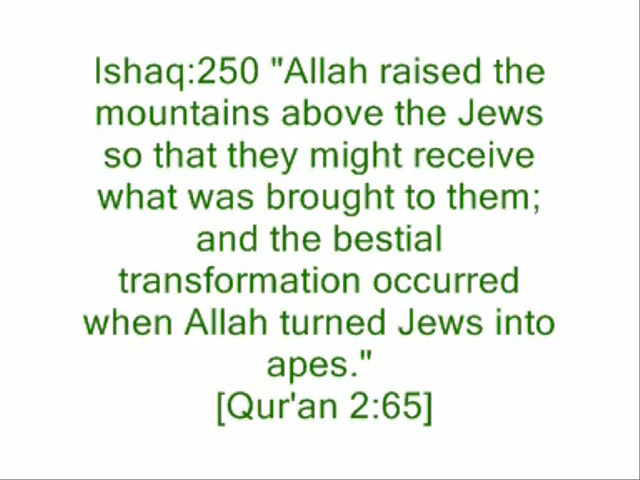 Ishaq:250 "Allah raised the
mountains above the Jews
so that they might receive
what was brought to them;
and the bestial
transformation occurred
when Allah turned Jews into
apes."
[Qur'an 2:65]